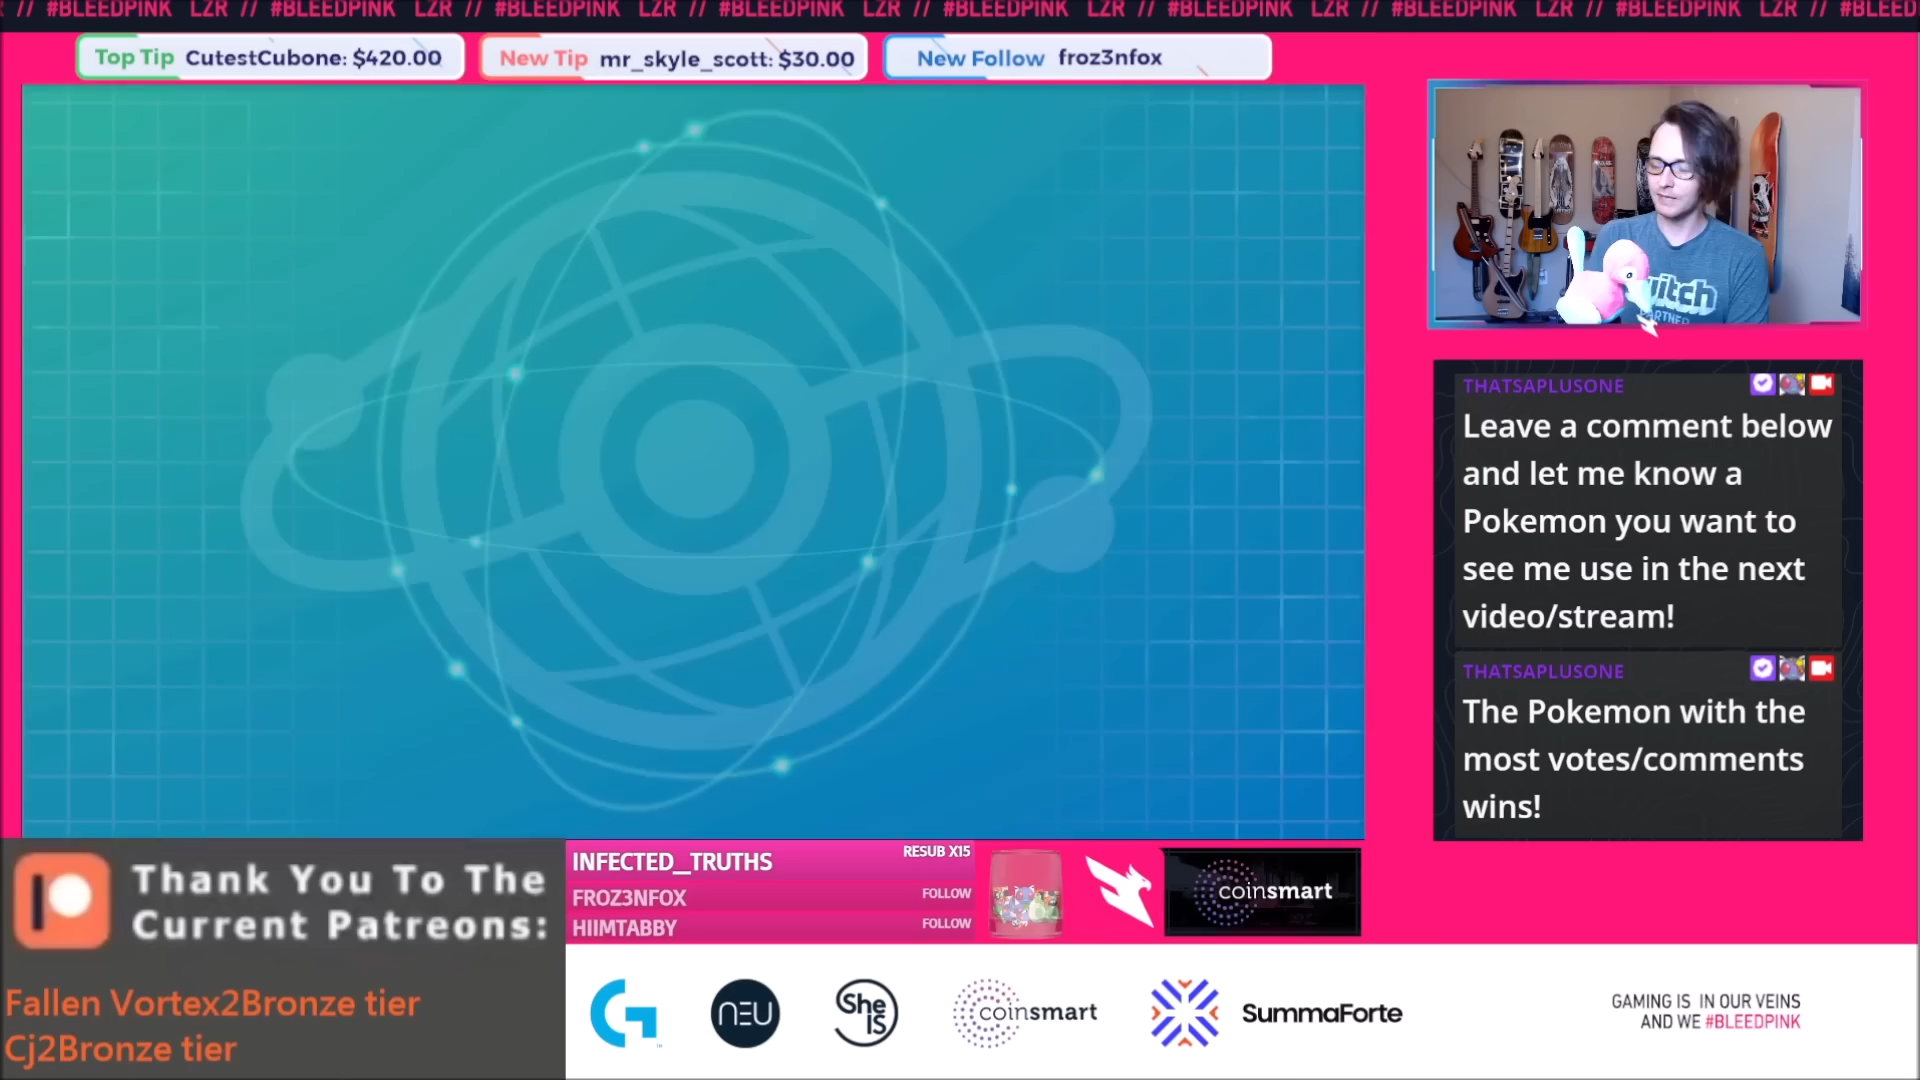 // #BLEEDPINK LZR // #BLEEDPINK LZR // #BLEEDPINK LZR // #BLEEDPINK LZR // #BLEEDPINK LZR // #BLEEDPINK LZR // #BLEEDPINK LZR // #BLEEDPINK LZR // #BLEED
Top Tip CutestCubone: $420.00
New Tip mr_skyle_scott: $30.00
New Follow froz3nfox
witch
PARTNER
THATSAPLUSONE
Leave a comment below
and let me know a
Pokemon you want to
see me use in the next
video/stream!
THATSAPLUSONE
The Pokemon with the
most votes/comments
wins!
Thank You To The
Current Patreons:
Fallen Vortex2Bronze tier
Cj2Bronze tier
INFECTED_TRUTHS RESUB X15
FROZ3NFOX FOLLOW
HIIMTABBY FOLLOW
coinsmart
G
NEU
She
IS
coinsmart
SummaForte
GAMING IS IN OUR VEINS
AND WE #BLEEDPINK